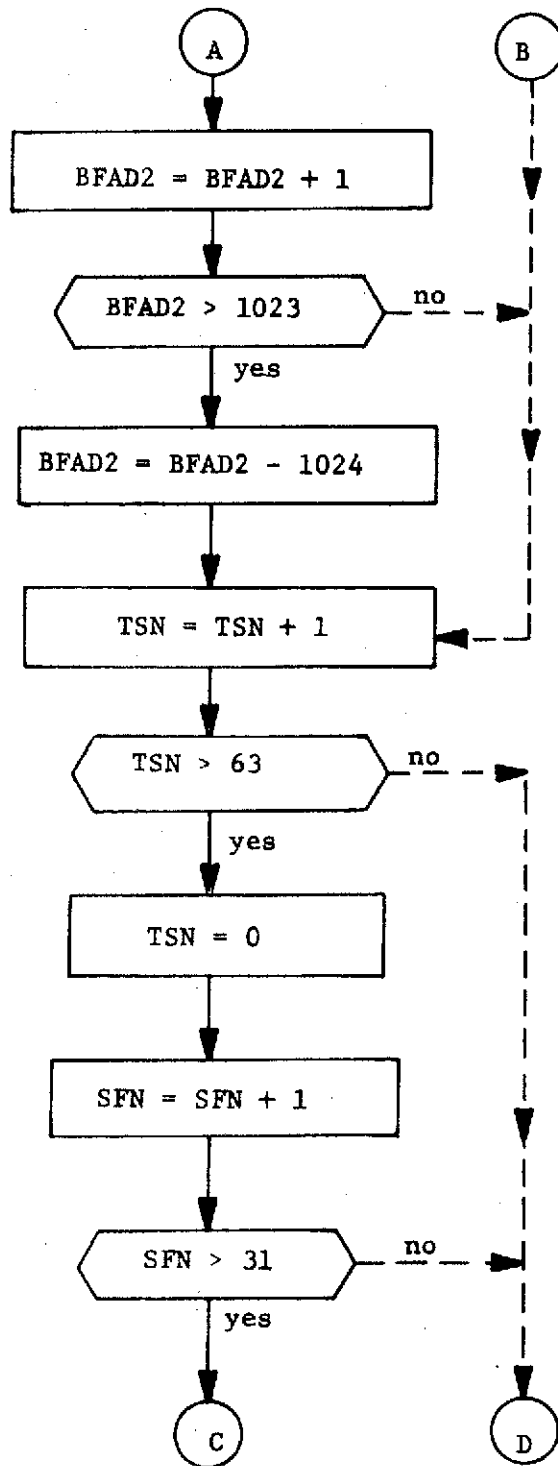 A
B
BFAD2 = BFAD2 + 1
BFAD2 > 1023
no
yes
BFAD2 = BFAD2 - 1024
TSN = TSN + 1
TSN > 63
no
yes
TSN = 0
SFN = SFN + 1
SFN > 31
no
yes
C
D